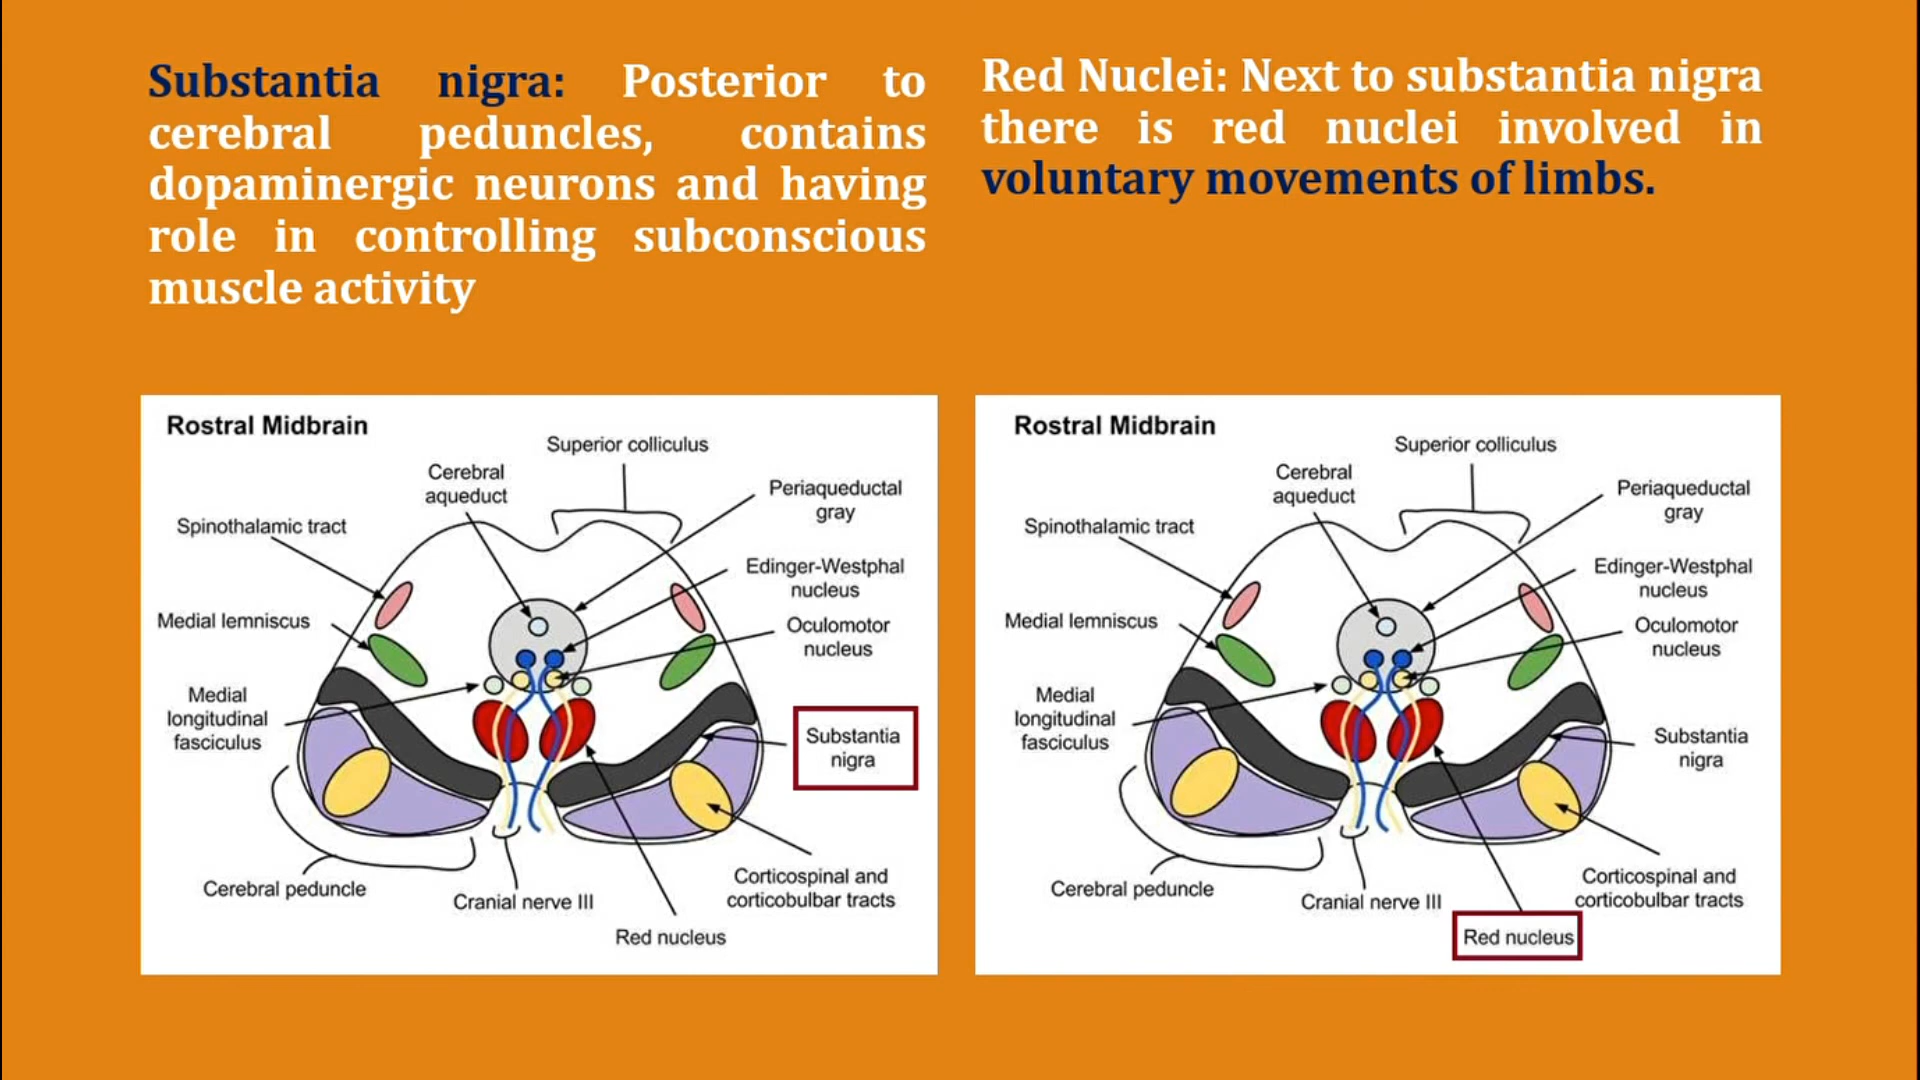 Substantia nigra: Posterior to
cerebral peduncles, contains
dopaminergic neurons and having
role in controlling subconscious
muscle activity
Red Nuclei: Next to substantia nigra
there is red nuclei involved in
voluntary movements of limbs.
Rostral Midbrain
Superior colliculus
Cerebral
aqueduct
Periaqueductal
gray
Spinothalamic tract
Edinger-Westphal
nucleus
Medial lemniscus
Oculomotor
nucleus
Medial
longitudinal
fasciculus
Substantia
nigra
Cerebral peduncle
Cranial nerve III
Corticospinal and
corticobulbar tracts
Red nucleus
Rostral Midbrain
Superior colliculus
Cerebral
aqueduct
Periaqueductal
gray
Spinothalamic tract
Edinger-Westphal
nucleus
Medial lemniscus
Oculomotor
nucleus
Medial
longitudinal
fasciculus
Substantia
nigra
Cerebral peduncle
Cranial nerve III
Corticospinal and
corticobulbar tracts
Red nucleus